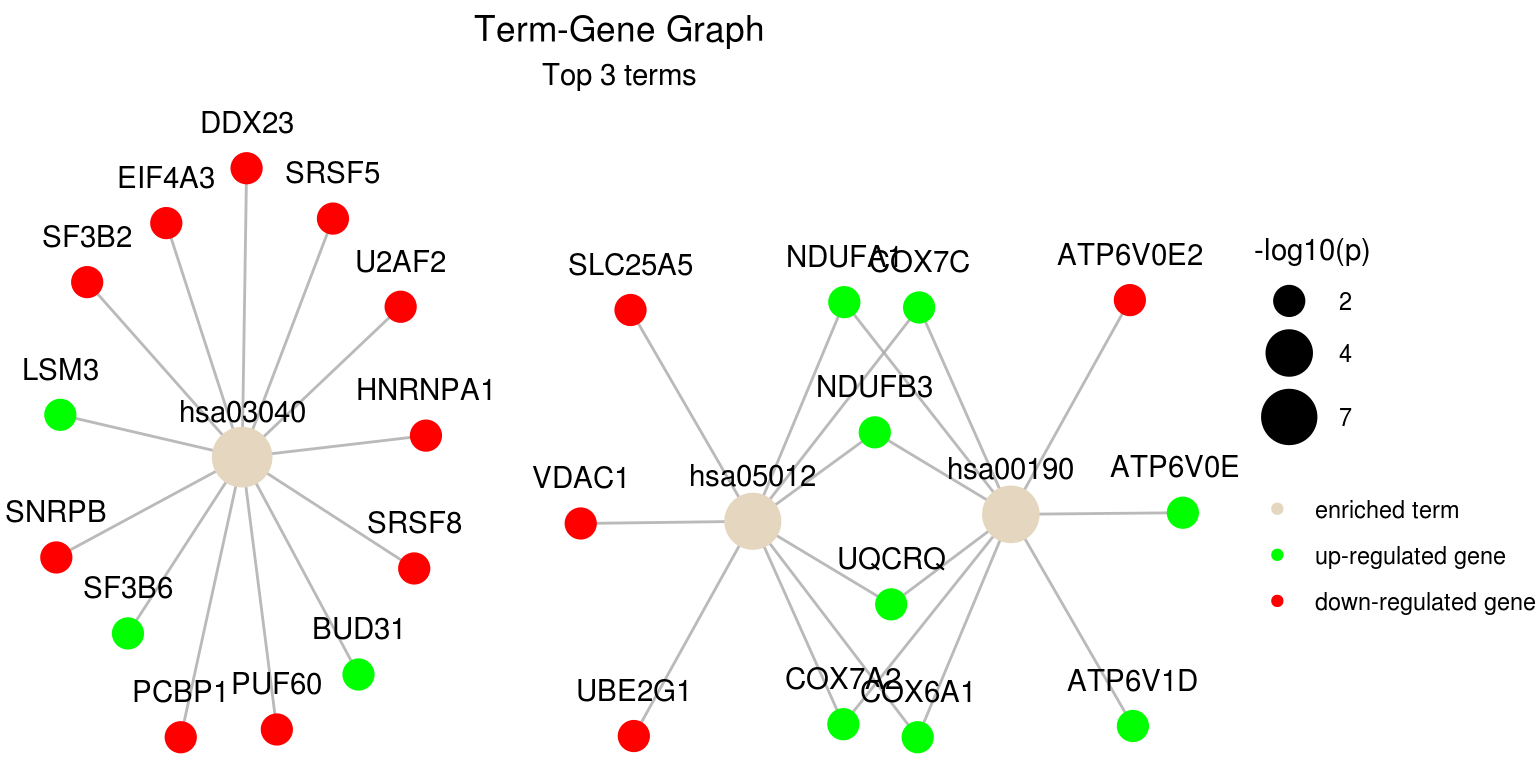 Term-Gene Graph
Top 3 terms
DDX23
EIF4A3
SRSF5
SF3B2
U2AF2
LSM3
HNRNPA1
hsa03040
SNRPB
SRSF8
SF3B6
BUD31
PCBP1
PUF60
SLC25A5
NDUFA1
COX7C
ATP6V0E2
NDUFB3
VDAC1
hsa05012
hsa00190
ATP6V0E
UQCRQ
UBE2G1
COX7A2
COX6A1
ATP6V1D
-log10(p)
2
4
7
enriched term
up-regulated gene
down-regulated gene